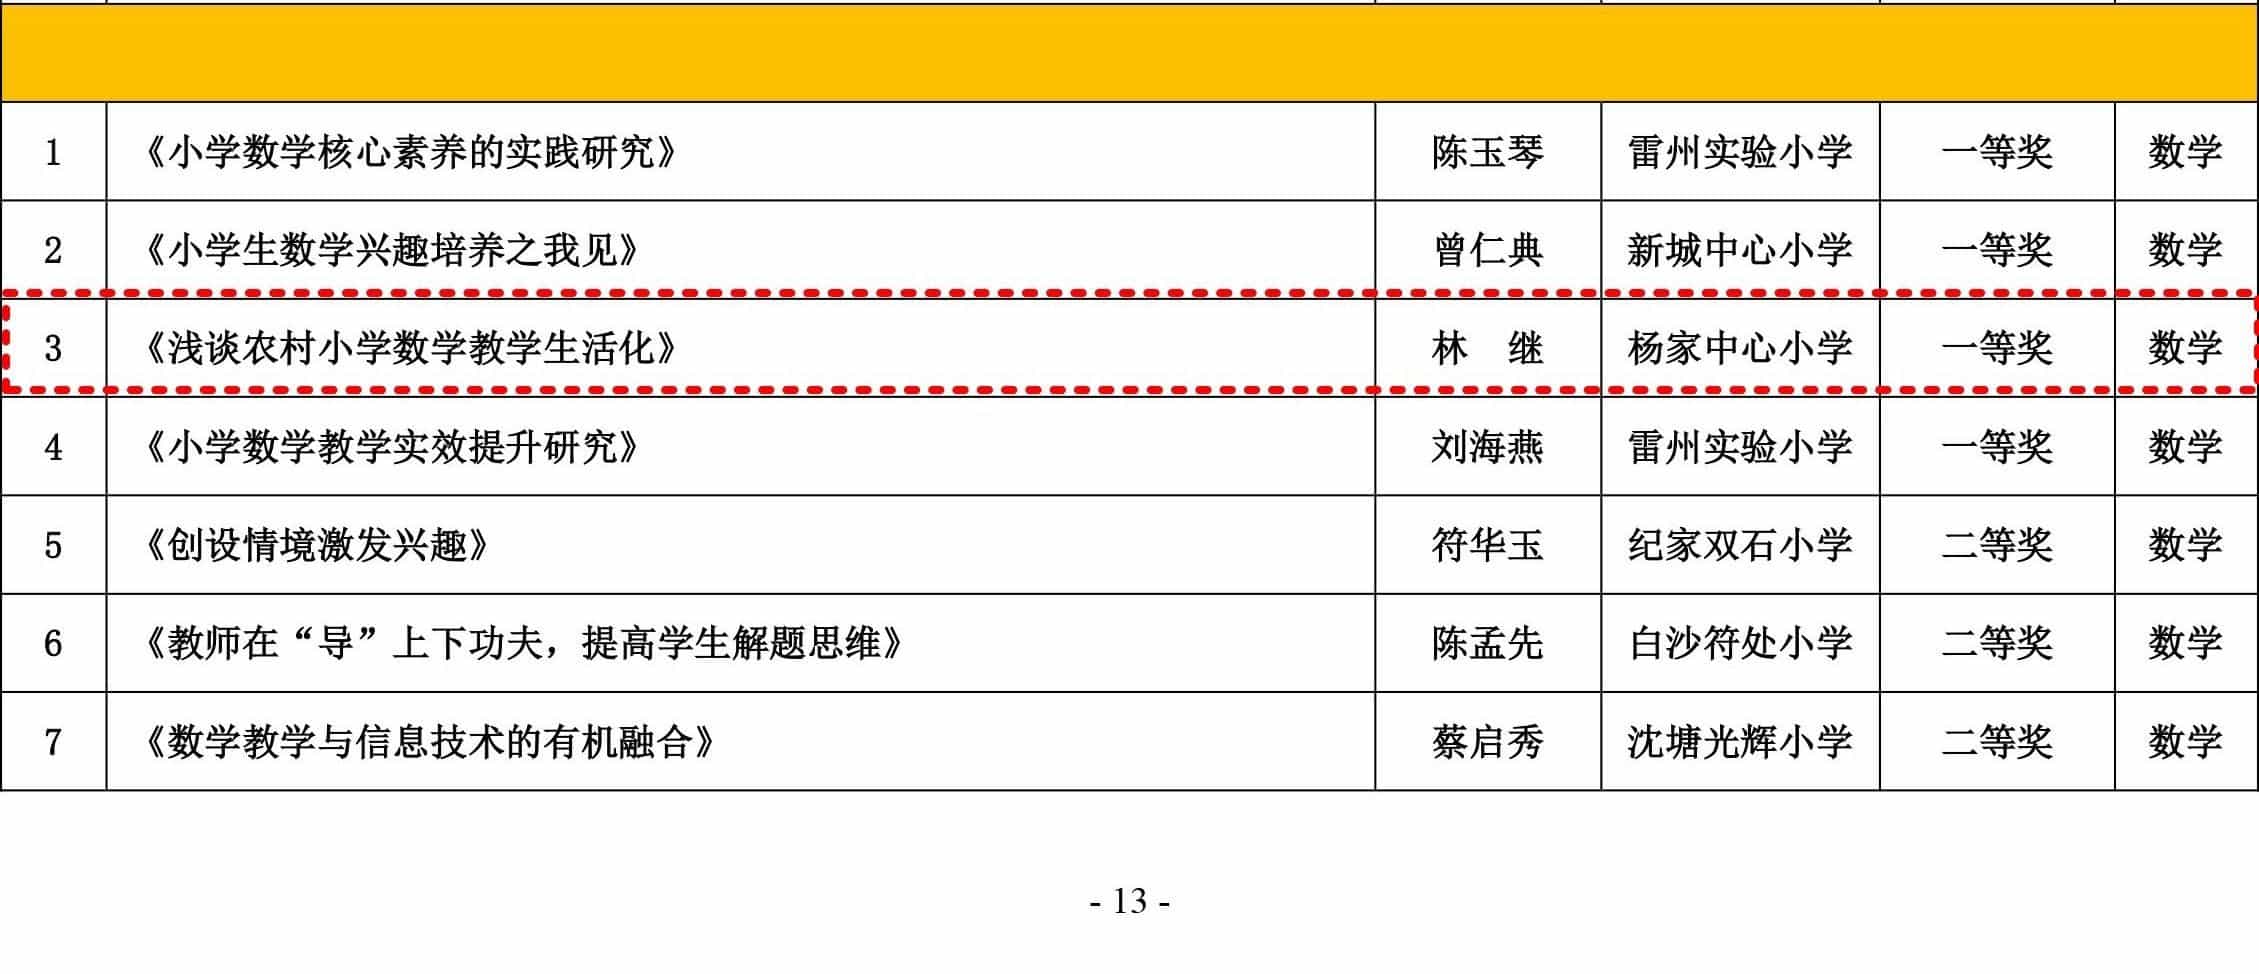 1 《小学数学核心素养的实践研究》 陈玉琴 雷州实验小学 一等奖 数学
2 《小学生数学兴趣培养之我见》 曾仁典 新城中心小学 一等奖 数学
3 《浅谈农村小学数学教学生活化》 林　继 杨家中心小学 一等奖 数学
4 《小学数学教学实效提升研究》 刘海燕 雷州实验小学 一等奖 数学
5 《创设情境激发兴趣》 符华玉 纪家双石小学 二等奖 数学
6 《教师在“导”上下功夫，提高学生解题思维》 陈孟先 白沙符处小学 二等奖 数学
7 《数学教学与信息技术的有机融合》 蔡启秀 沈塘光辉小学 二等奖 数学
- 13 -